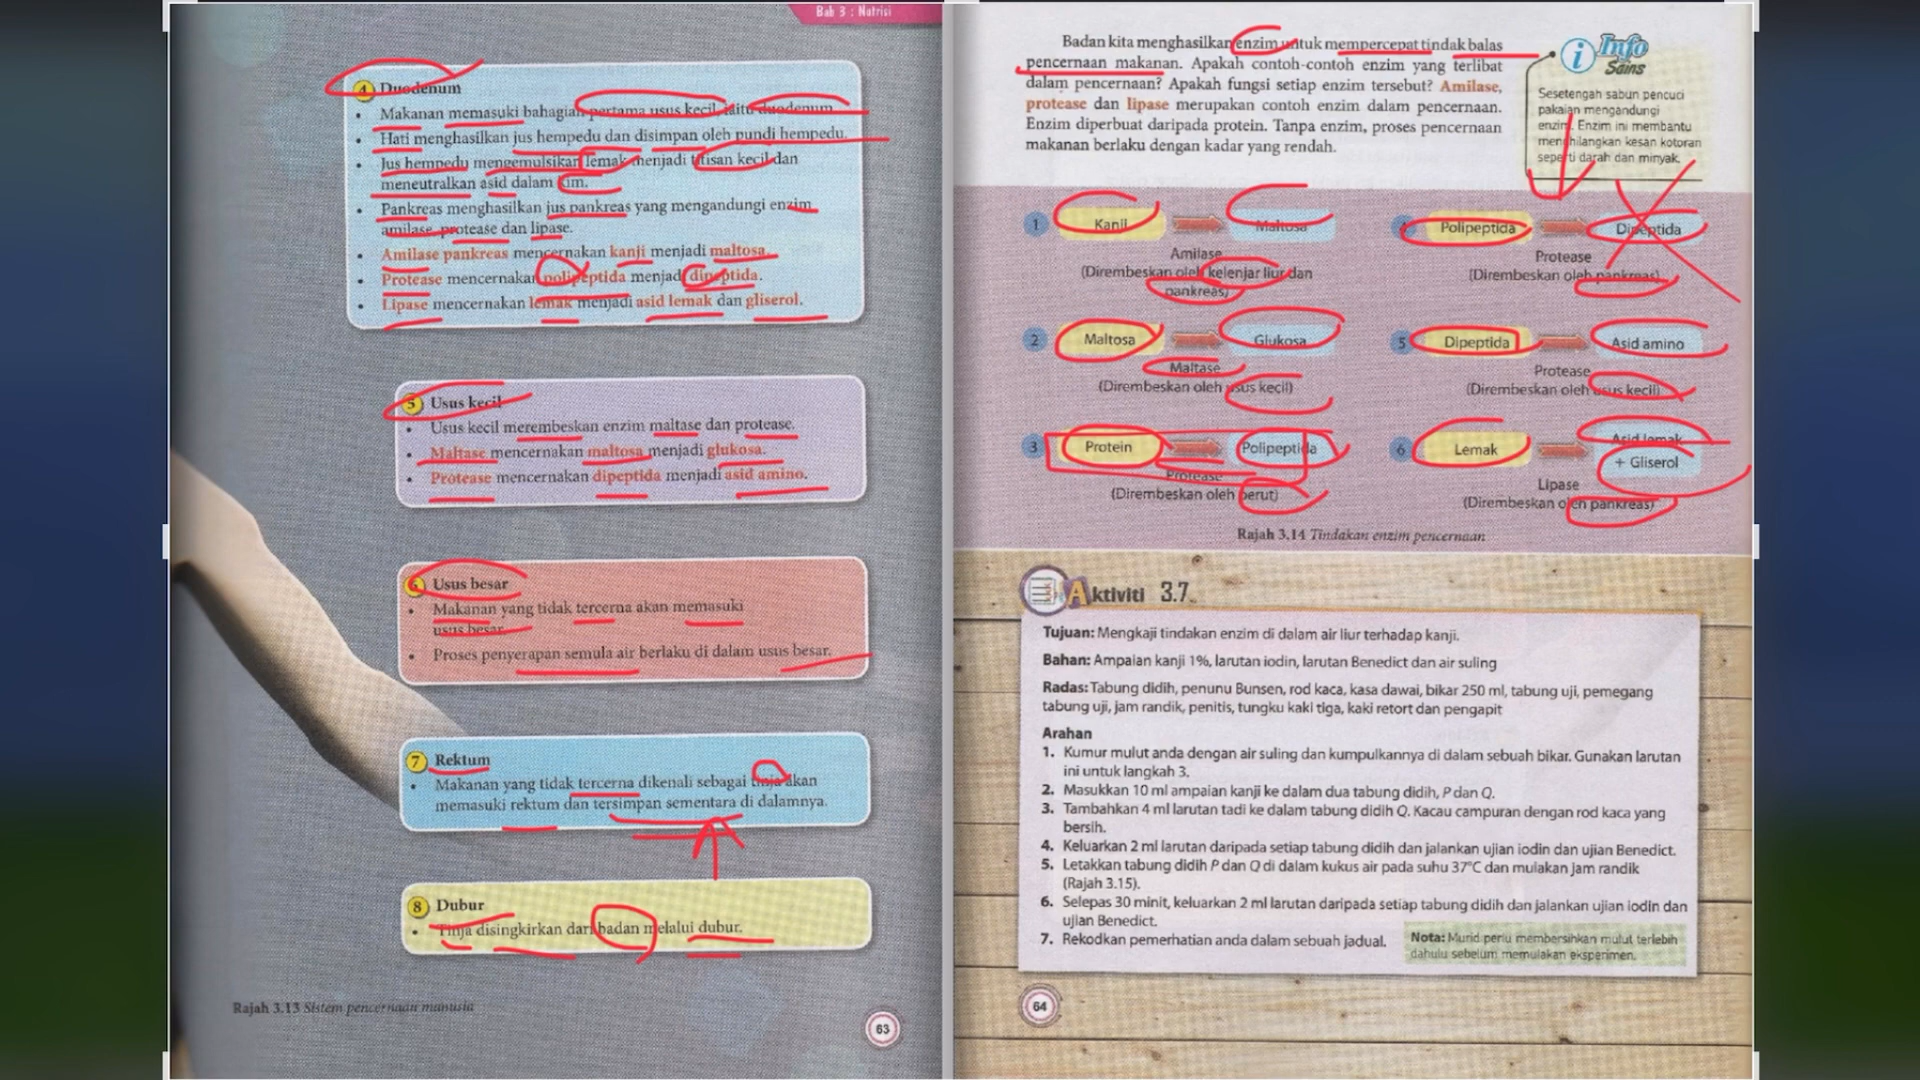 Bab 3 : Nutrisi
4 Duodenum
• Makanan memasuki bahagian pertama usus kecil, iaitu duodenum.
• Hati menghasilkan jus hempedu dan disimpan oleh pundi hempedu.
• Jus hempedu mengemulsikan lemak menjadi titisan kecil dan
meneutralkan asid dalam kim.
• Pankreas menghasilkan jus pankreas yang mengandungi enzim
amilase, protease dan lipase.
• Amilase pankreas mencernakan kanji menjadi maltosa.
• Protease mencernakan polipeptida menjadi dipeptida.
• Lipase mencernakan lemak menjadi asid lemak dan gliserol.
5 Usus kecil
• Usus kecil merembeskan enzim maltase dan protease.
• Maltase mencernakan maltosa menjadi glukosa.
• Protease mencernakan dipeptida menjadi asid amino.
6 Usus besar
• Makanan yang tidak tercerna akan memasuki
usus besar.
• Proses penyerapan semula air berlaku di dalam usus besar.
7 Rektum
• Makanan yang tidak tercerna dikenali sebagai tinja akan
memasuki rektum dan tersimpan sementara di dalamnya.
8 Dubur
• Tinja disingkirkan dari badan melalui dubur.
Rajah 3.13 Sistem pencernaan manusia
63
Badan kita menghasilkan enzim untuk mempercepat tindak balas
pencernaan makanan. Apakah contoh-contoh enzim yang terlibat
dalam pencernaan? Apakah fungsi setiap enzim tersebut? Amilase,
protease dan lipase merupakan contoh enzim dalam pencernaan.
Enzim diperbuat daripada protein. Tanpa enzim, proses pencernaan
makanan berlaku dengan kadar yang rendah.
i Info
Sains
Sesetengah sabun pencuci
pakaian mengandungi
enzim. Enzim ini membantu
menghilangkan kesan kotoran
seperti darah dan minyak.
1 Kanji Maltosa
Amilase
(Dirembeskan oleh kelenjar liur dan
pankreas)
2 Maltosa Glukosa
Maltase
(Dirembeskan oleh usus kecil)
3 Protein Polipeptida
Protease
(Dirembeskan oleh perut)
4 Polipeptida Dipeptida
Protease
(Dirembeskan oleh pankreas)
5 Dipeptida Asid amino
Protease
(Dirembeskan oleh usus kecil)
6 Lemak Asid lemak
+ Gliserol
Lipase
(Dirembeskan oleh pankreas)
Rajah 3.14 Tindakan enzim pencernaan
Aktiviti 3.7
Tujuan: Mengkaji tindakan enzim di dalam air liur terhadap kanji.
Bahan: Ampaian kanji 1%, larutan iodin, larutan Benedict dan air suling
Radas: Tabung didih, penunu Bunsen, rod kaca, kasa dawai, bikar 250 ml, tabung uji, pemegang
tabung uji, jam randik, penitis, tungku kaki tiga, kaki retort dan pengapit
Arahan
1. Kumur mulut anda dengan air suling dan kumpulkannya di dalam sebuah bikar. Gunakan larutan
ini untuk langkah 3.
2. Masukkan 10 ml ampaian kanji ke dalam dua tabung didih, P dan Q.
3. Tambahkan 4 ml larutan tadi ke dalam tabung didih Q. Kacau campuran dengan rod kaca yang
bersih.
4. Keluarkan 2 ml larutan daripada setiap tabung didih dan jalankan ujian iodin dan ujian Benedict.
5. Letakkan tabung didih P dan Q di dalam kukus air pada suhu 37°C dan mulakan jam randik
(Rajah 3.15).
6. Selepas 30 minit, keluarkan 2 ml larutan daripada setiap tabung didih dan jalankan ujian iodin dan
ujian Benedict.
7. Rekodkan pemerhatian anda dalam sebuah jadual.
Nota: Murid perlu membersihkan mulut terlebih
dahulu sebelum memulakan eksperimen.
64